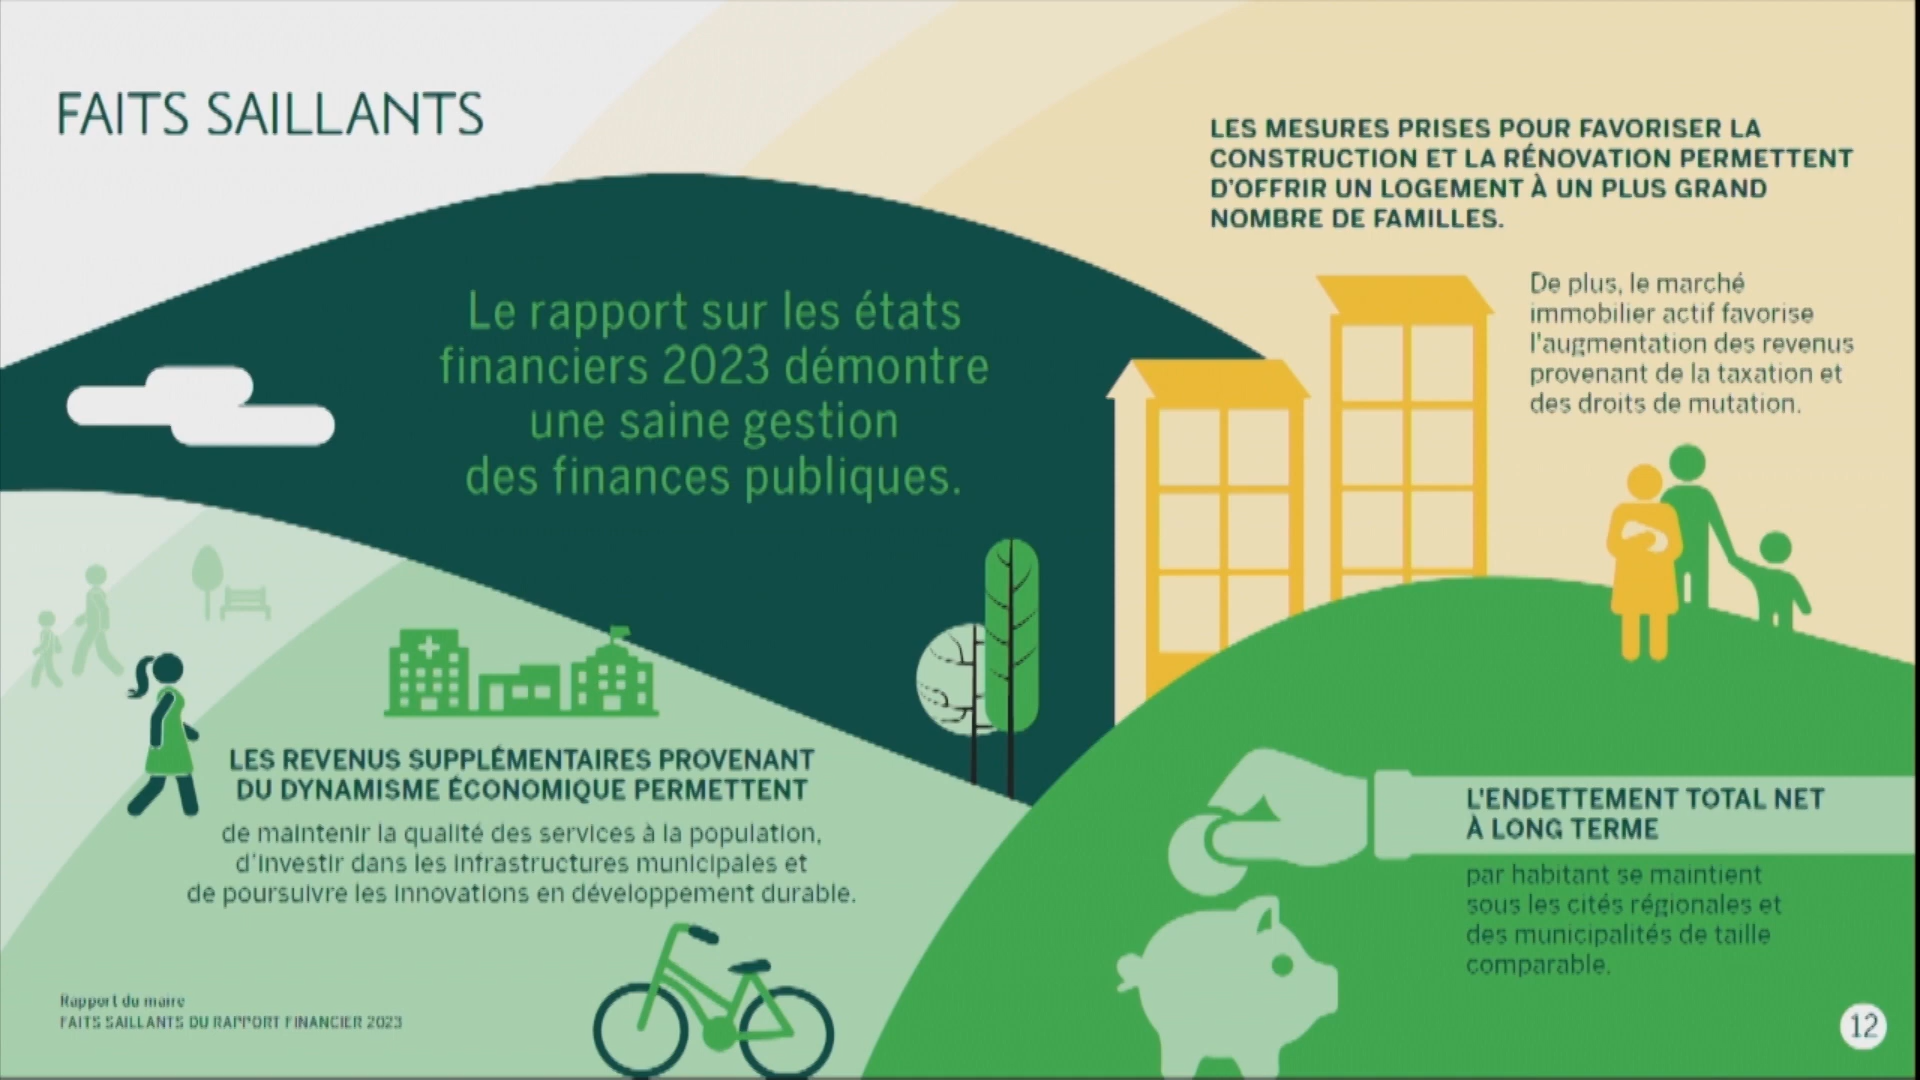 FAITS SAILLANTS
LES MESURES PRISES POUR FAVORISER LA
CONSTRUCTION ET LA RÉNOVATION PERMETTENT
D'OFFRIR UN LOGEMENT À UN PLUS GRAND
NOMBRE DE FAMILLES.
De plus, le marché
immobilier actif favorise
l'augmentation des revenus
provenant de la taxation et
des droits de mutation.
Le rapport sur les états
financiers 2023 démontre
une saine gestion
des finances publiques.
LES REVENUS SUPPLÉMENTAIRES PROVENANT
DU DYNAMISME ÉCONOMIQUE PERMETTENT
de maintenir la qualité des services à la population,
d'investir dans les infrastructures municipales et
de poursuivre les innovations en développement durable.
L'ENDETTEMENT TOTAL NET
À LONG TERME
par habitant se maintient
sous les cités régionales et
des municipalités de taille
comparable.
Rapport du maire
FAITS SAILLANTS DU RAPPORT FINANCIER 2023
12